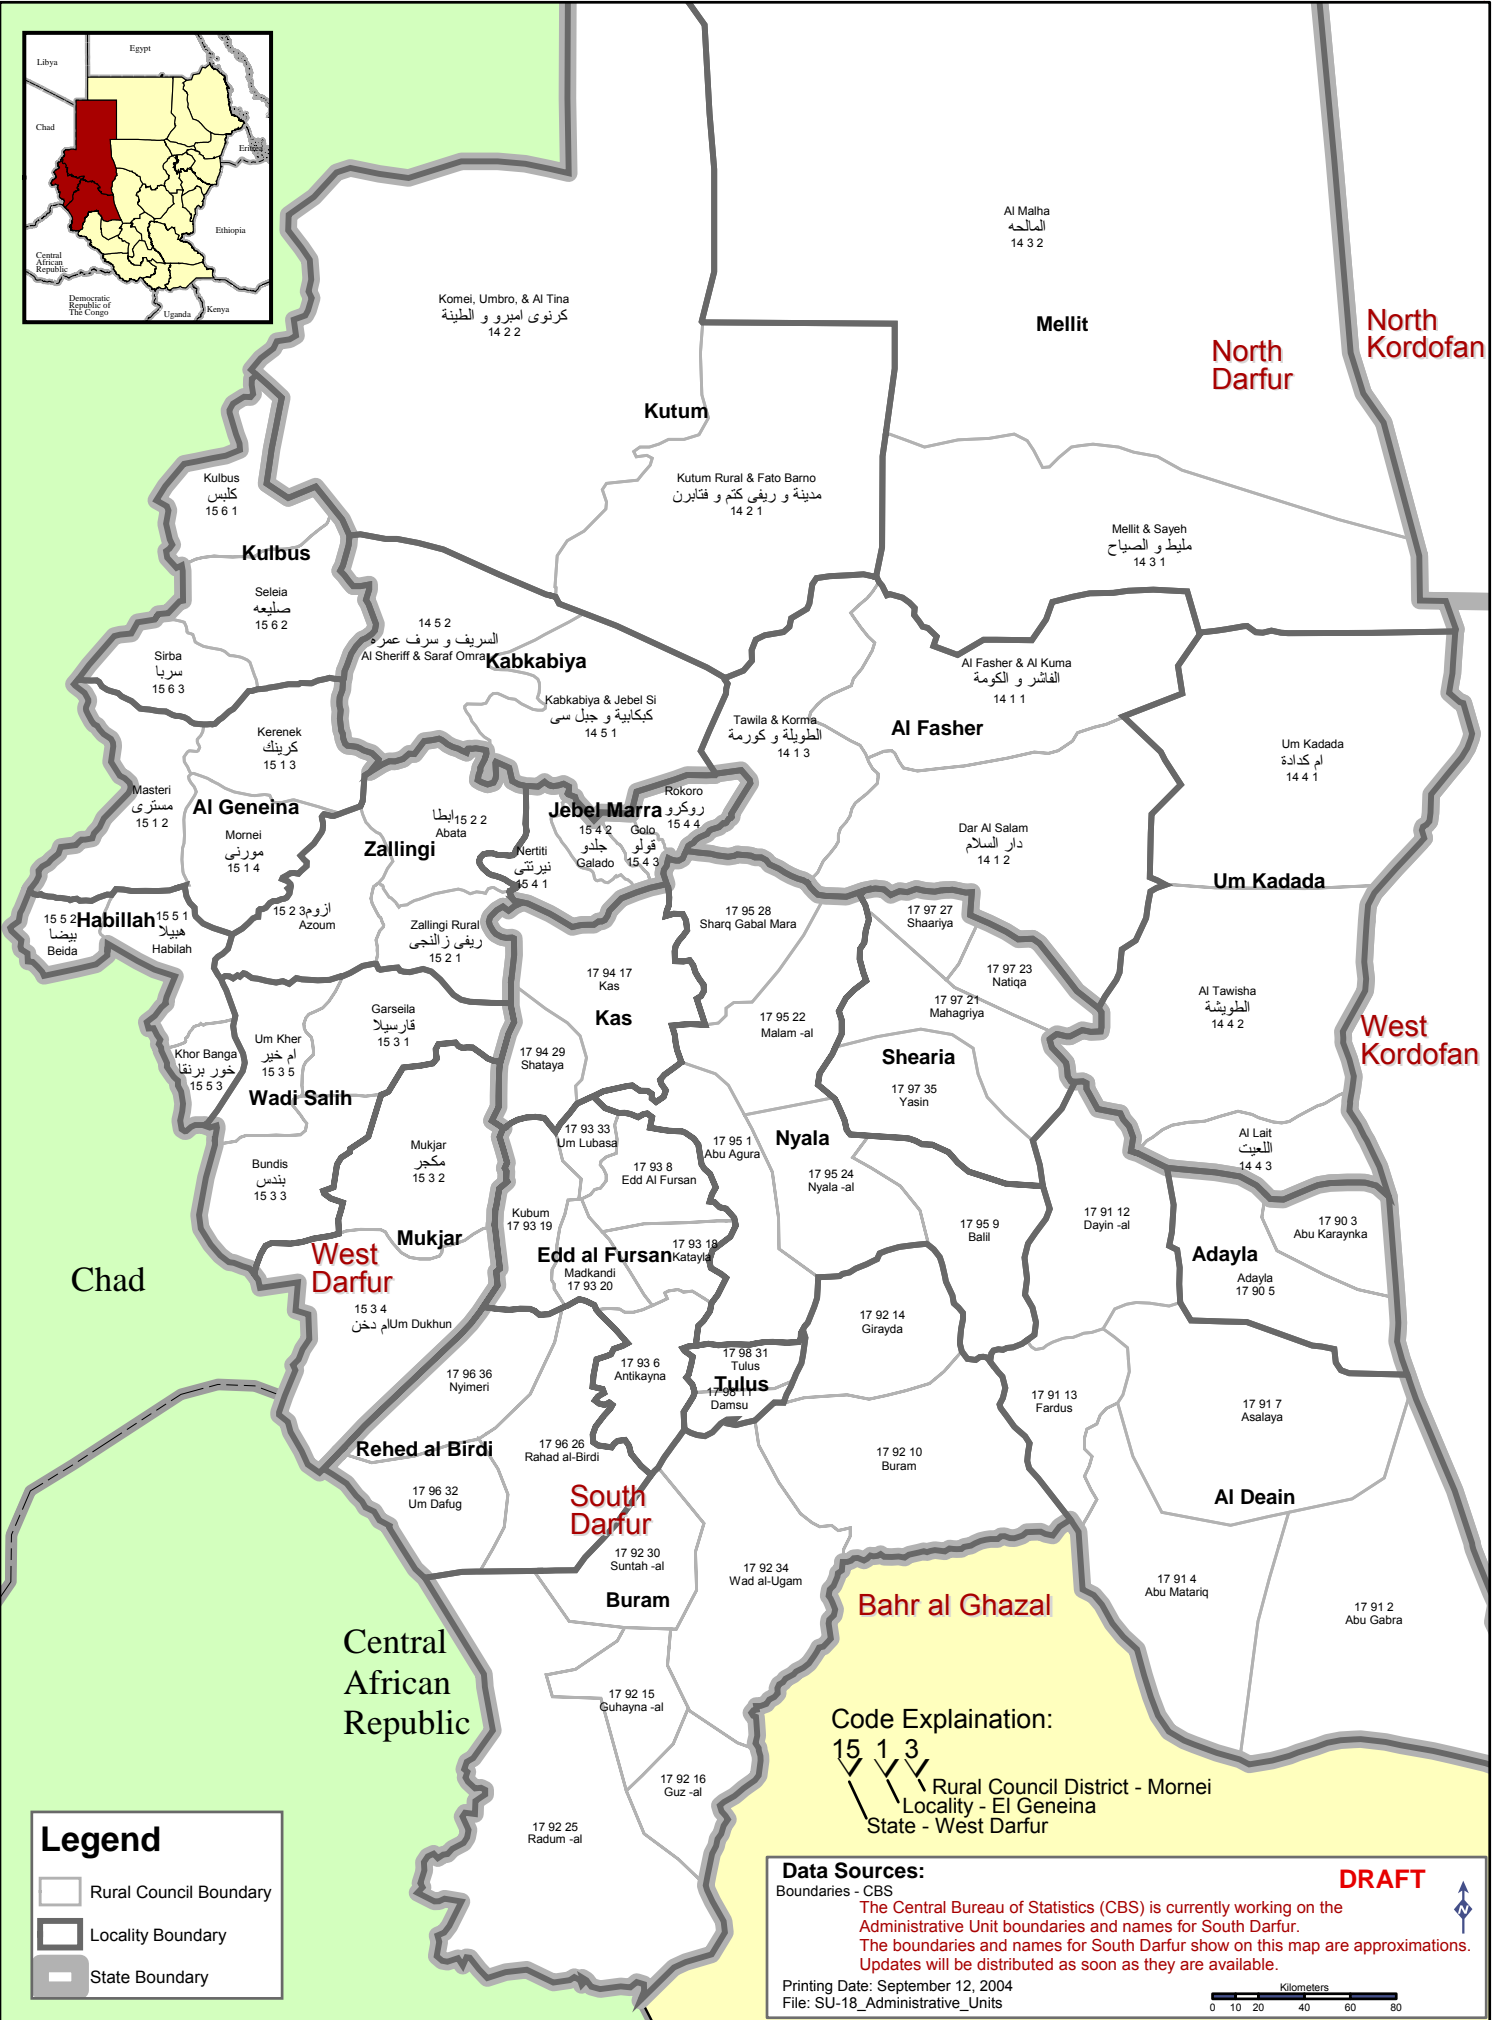 Egypt
Libya
Chad
Eritrea
Ethiopia
Central
African
Republic
Democratic
Republic of
The Congo
Uganda
Kenya
Al Malha
المالحه
14 3 2
Mellit
North
Darfur
North
Kordofan
Komei, Umbro, & Al Tina
كرنوى امبرو و الطينة
14 2 2
Kutum
Kutum Rural & Fato Barno
مدينة و ريفى كتم و فتابرن
14 2 1
Mellit & Sayeh
مليط و الصياح
14 3 1
Kulbus
كلبس
15 6 1
Kulbus
Seleia
صليعه
15 6 2
Sirba
سربا
15 6 3
14 5 2
السريف و سرف عمره
Al Sheriff & Saraf Omra
Kabkabiya
Kabkabiya & Jebel Si
كبكابية و جبل سى
14 5 1
Al Fasher & Al Kuma
الفاشر و الكومة
14 1 1
Al Fasher
Tawila & Korma
الطويلة و كورمة
14 1 3
Um Kadada
ام كدادة
14 4 1
Kerenek
كرينك
15 1 3
Masteri
مسترى
15 1 2
Al Geneina
Mornei
مورنى
15 1 4
ابطا 15 2 2
Abata
Zallingi
Jebel Marra
Rokoro
روكرو
15 4 4
15 4 2
جلدو
Galado
Golo
قولو
15 4 3
Nertiti
نيرتتى
15 4 1
Dar Al Salam
دار السلام
14 1 2
Um Kadada
15 5 2
بيضا
Beida
Habillah
15 5 1
هبيلا
Habilah
15 2 3 ازوم
Azoum
Zallingi Rural
ريفى زالنجى
15 2 1
17 95 28
Sharq Gabal Mara
17 97 27
Shaariya
17 97 23
Natiqa
17 94 17
Kas
Kas
17 97 21
Mahagriya
Al Tawisha
الطويشة
14 4 2
West
Kordofan
Garseila
قارسيلا
15 3 1
Um Kher
ام خير
15 3 5
Khor Banga
خور برنقا
15 5 3
Wadi Salih
17 94 29
Shataya
17 95 22
Malam -al
Shearia
17 97 35
Yasin
17 93 33
Um Lubasa
17 95 1
Abu Agura
Nyala
Al Lait
اللعيت
14 4 3
Mukjar
مكجر
15 3 2
Bundis
بندس
15 3 3
17 93 8
Edd Al Fursan
17 95 24
Nyala -al
Kubum
17 93 19
17 95 9
Balil
17 91 12
Dayin -al
17 90 3
Abu Karaynka
Adayla
Adayla
17 90 5
Mukjar
West
Darfur
Edd al Fursan
17 93 18
Katayla
Madkandi
17 93 20
Chad
15 3 4
ام دخن Um Dukhun
17 92 14
Girayda
17 96 36
Nyimeri
17 93 6
Antikayna
17 98 31
Tulus
Tulus
17 98 11
Damsu
17 91 13
Fardus
17 91 7
Asalaya
Rehed al Birdi
17 96 26
Rahad al-Birdi
17 92 10
Buram
Al Deain
17 96 32
Um Dafug
South
Darfur
17 92 30
Suntah -al
17 92 34
Wad al-Ugam
Buram
Bahr al Ghazal
17 91 4
Abu Matariq
17 91 2
Abu Gabra
Central
African
Republic
17 92 15
Guhayna -al
17 92 16
Guz -al
17 92 25
Radum -al
Code Explaination:
15 1 3
Rural Council District - Mornei
Locality - El Geneina
State - West Darfur
Legend
Rural Council Boundary
Locality Boundary
State Boundary
Data Sources:
DRAFT
Boundaries - CBS
The Central Bureau of Statistics (CBS) is currently working on the
Administrative Unit boundaries and names for South Darfur.
The boundaries and names for South Darfur show on this map are approximations.
Updates will be distributed as soon as they are available.
Printing Date: September 12, 2004
File: SU-18_Administrative_Units
N
Kilometers
0 10 20 40 60 80